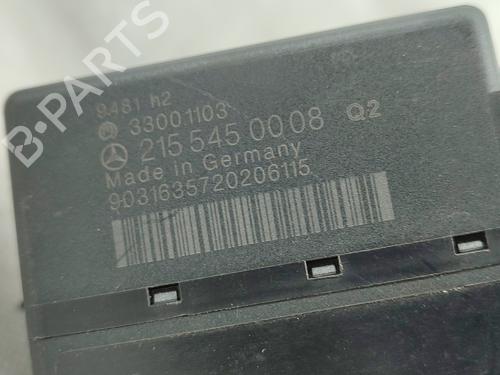 B-PARTS
9481 h2
33001103
215 545 00 08 Q2
Made in Germany
9031635720206115